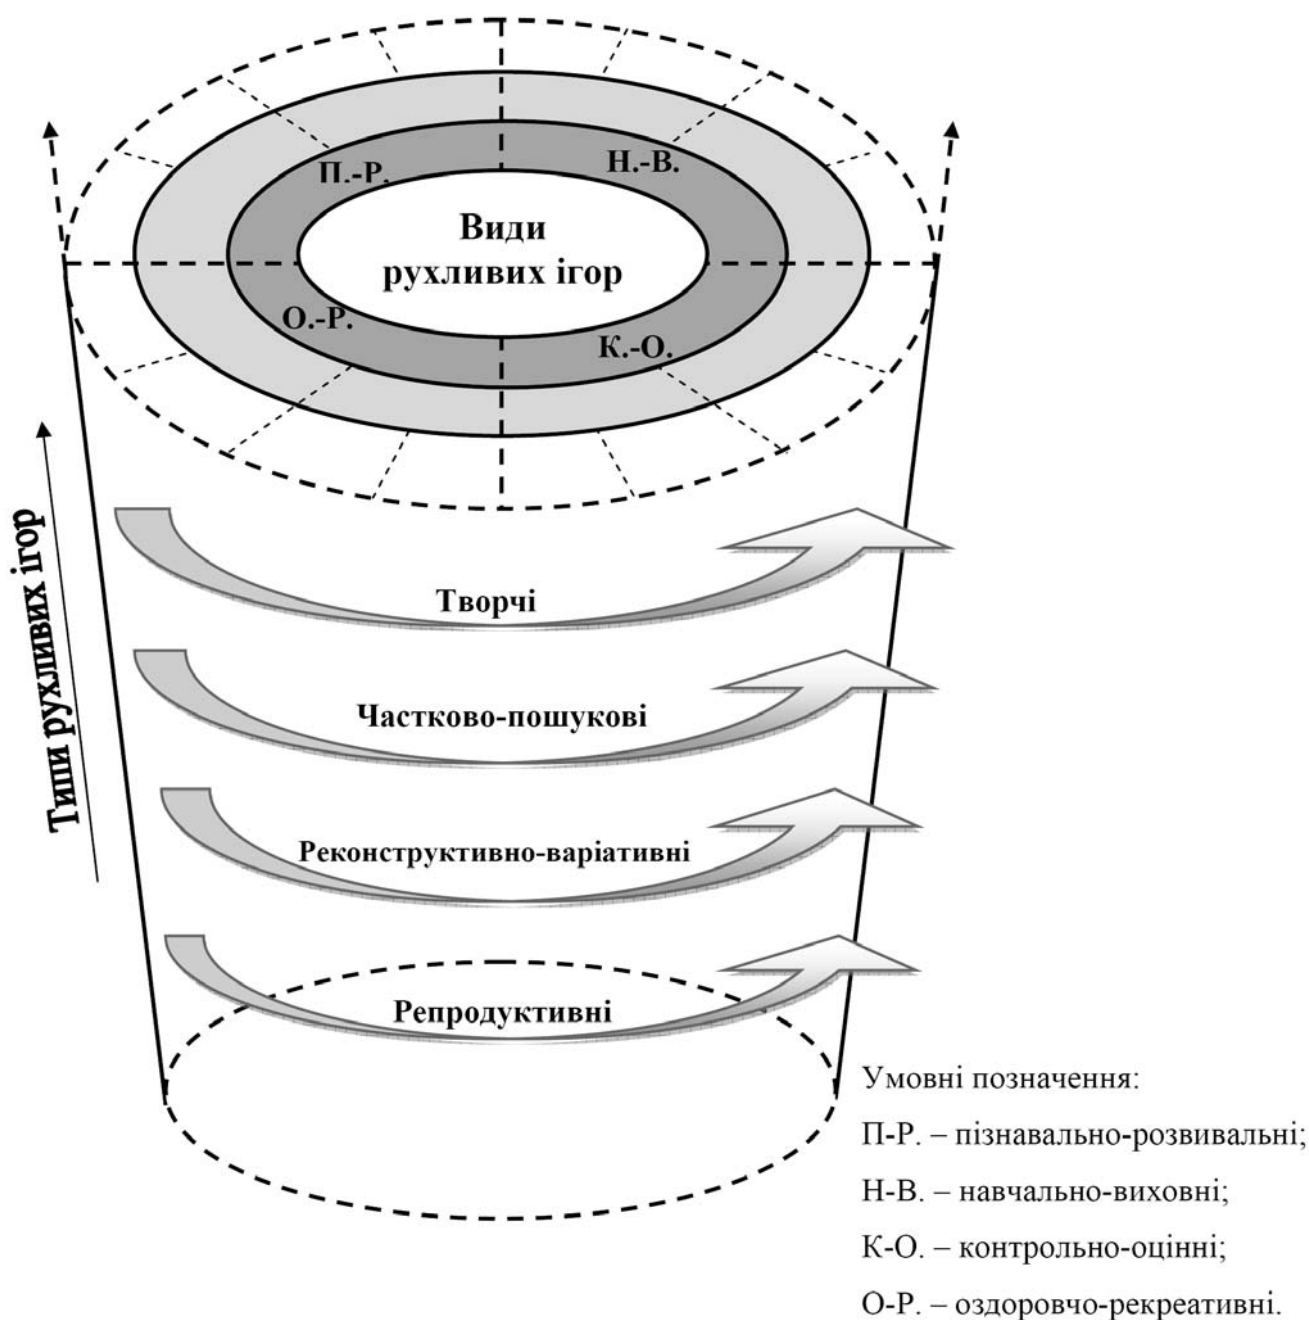 П.-Р.
Н.-В.
Види
рухливих ігор
О.-Р.
К.-О.
Типи рухливих ігор
Творчі
Частково-пошукові
Реконструктивно-варіативні
Репродуктивні
Умовні позначення:
П-Р. – пізнавально-розвивальні;
Н-В. – навчально-виховні;
К-О. – контрольно-оцінні;
О-Р. – оздоровчо-рекреативні.